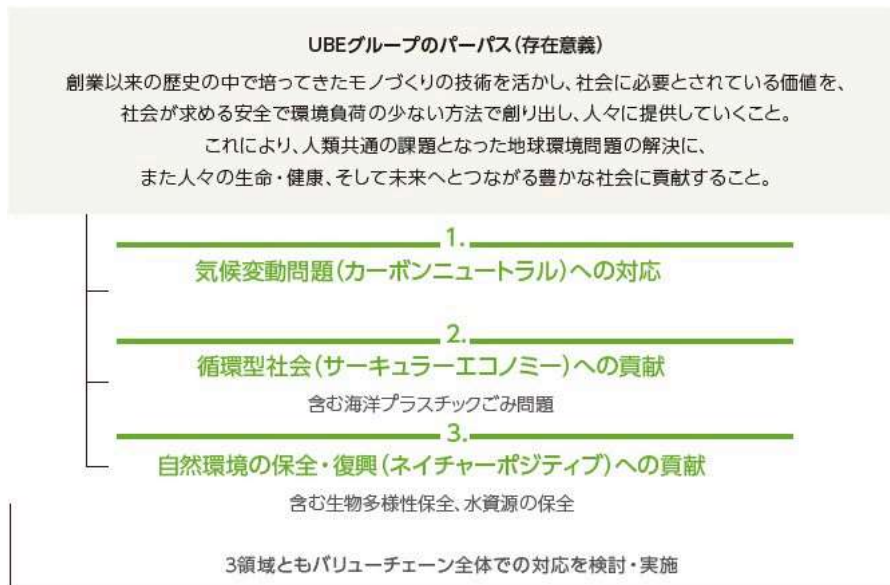 UBEグループのパーパス(存在意義)
創業以来の歴史の中で培ってきたモノづくりの技術を活かし、社会に必要とされている価値を、
社会が求める安全で環境負荷の少ない方法で創り出し、人々に提供していくこと。
これにより、人類共通の課題となった地球環境問題の解決に、
また人々の生命・健康、そして未来へとつながる豊かな社会に貢献すること。
1.
気候変動問題(カーボンニュートラル)への対応
2.
循環型社会(サーキュラーエコノミー)への貢献
含む海洋プラスチックごみ問題
3.
自然環境の保全・復興(ネイチャーポジティブ)への貢献
含む生物多様性保全、水資源の保全
3領域ともバリューチェーン全体での対応を検討・実施